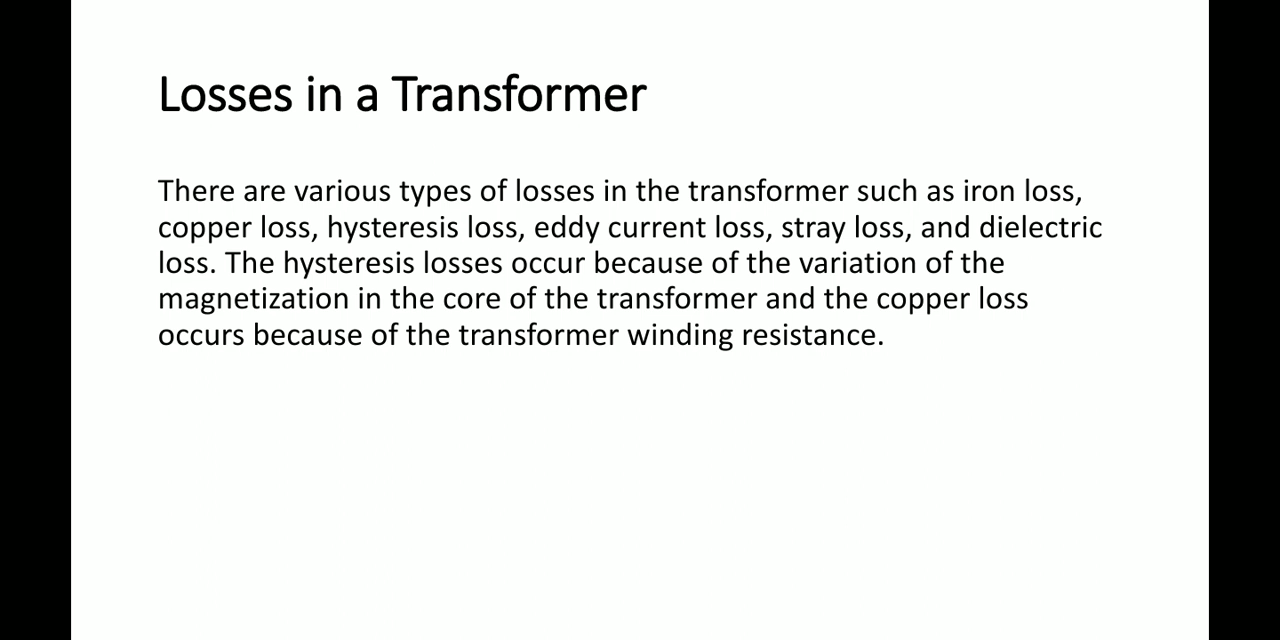 Losses in a Transformer
There are various types of losses in the transformer such as iron loss,
copper loss, hysteresis loss, eddy current loss, stray loss, and dielectric
loss. The hysteresis losses occur because of the variation of the
magnetization in the core of the transformer and the copper loss
occurs because of the transformer winding resistance.